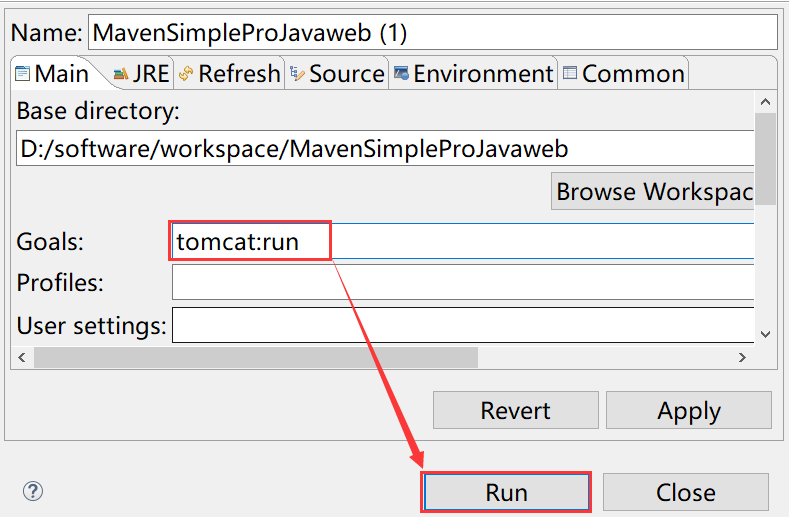 Name: MavenSimpleProJavaweb (1)
Main JRE Refresh Source Environment Common
Base directory:
D:/software/workspace/MavenSimpleProJavaweb
Browse Workspac
Goals: tomcat:run
Profiles:
User settings:
Revert Apply
? Run Close